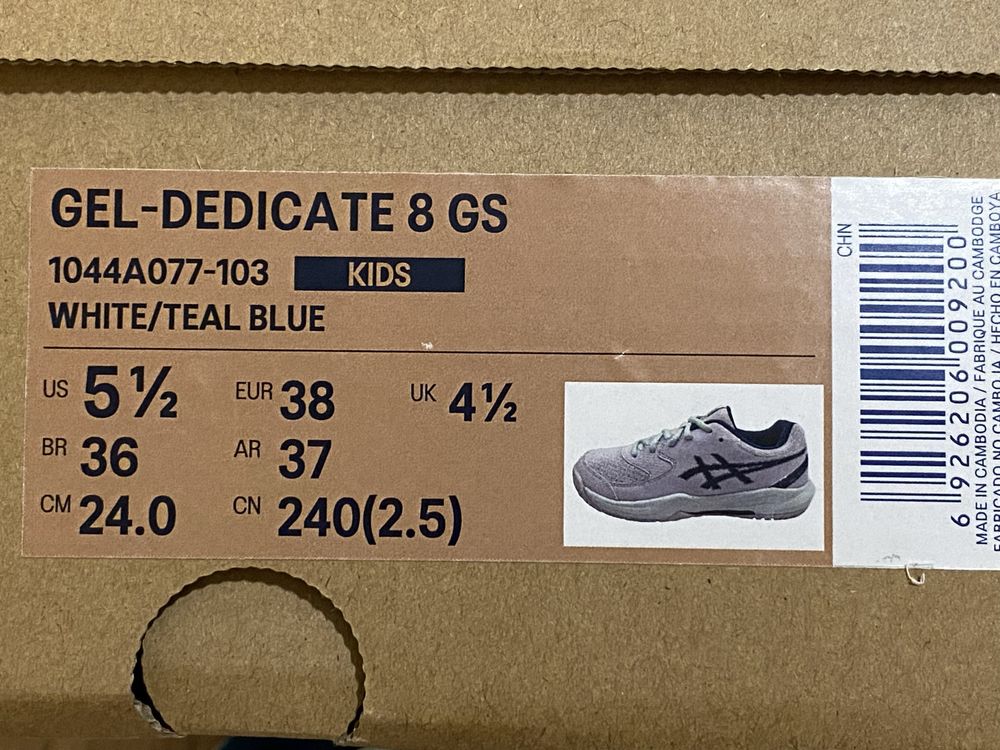 GEL-DEDICATE 8 GS
1044A077-103 KIDS
WHITE/TEAL BLUE
US 5½ EUR 38 UK 4½
BR 36 AR 37
CM 24.0 CN 240(2.5)
CHN
6 926206 009200
MADE IN CAMBODIA / FABRIQUE AU CAMBODGE
FABRICADO NO CAMBOJA / HECHO EN CAMBOYA